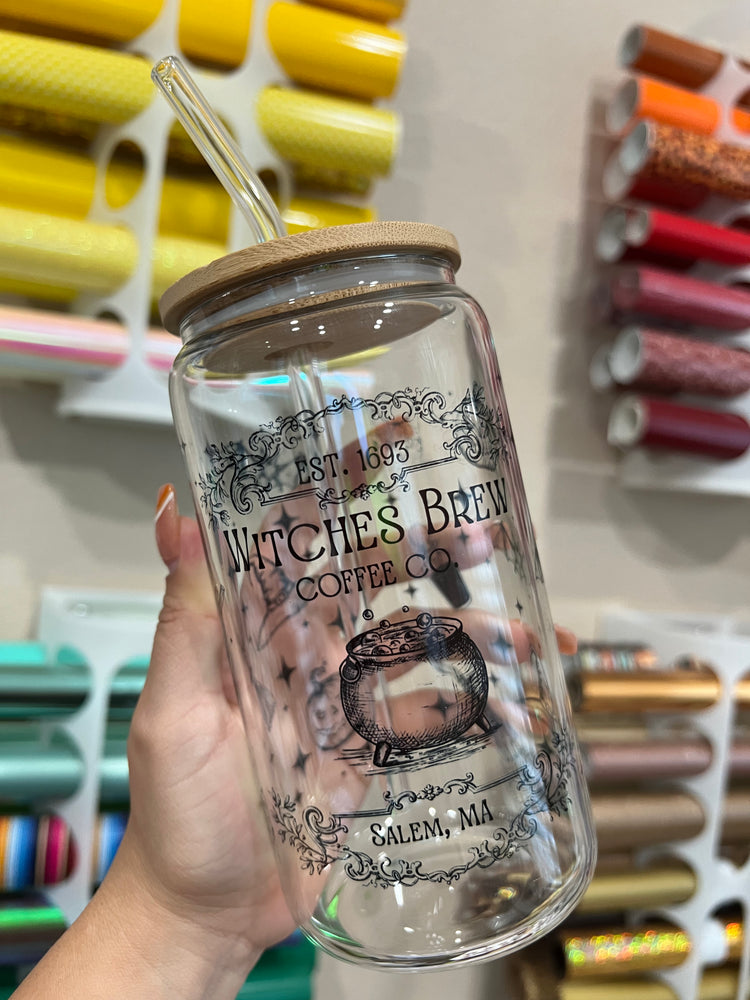 EST. 1693
WITCHES BREW
COFFEE CO.
SALEM, MA